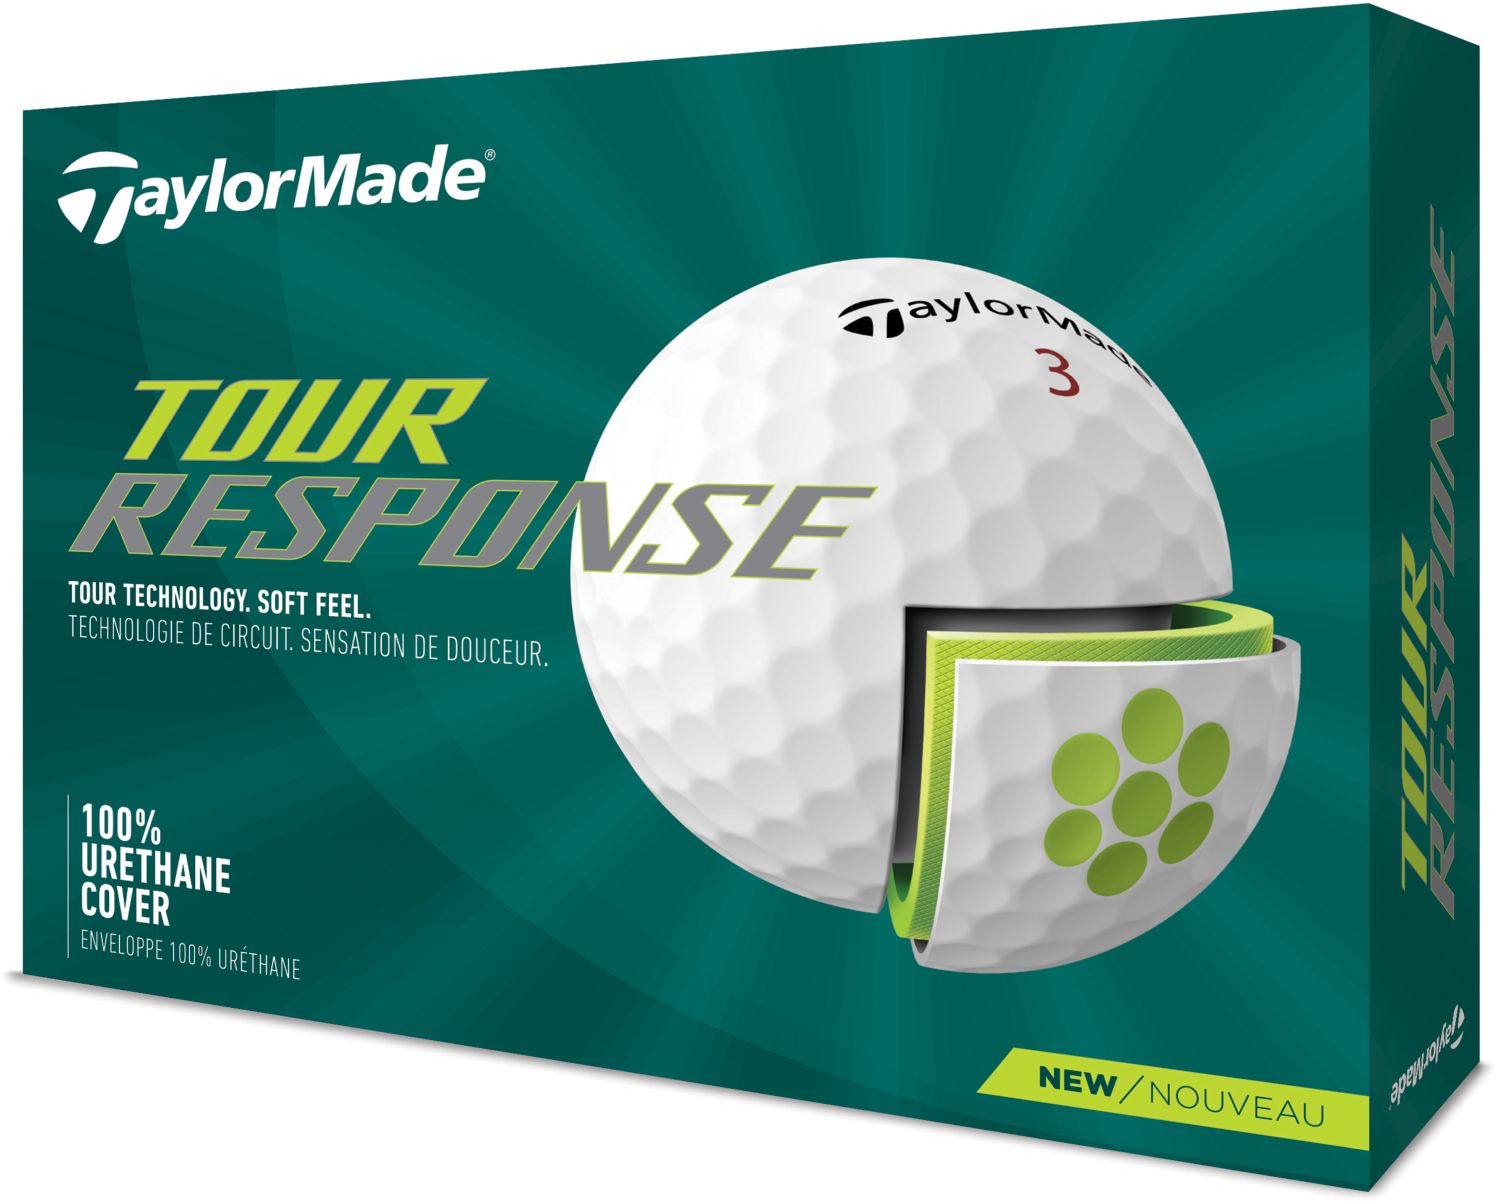 TaylorMade®
TOUR
RESPONSE
TOUR TECHNOLOGY. SOFT FEEL.
TECHNOLOGIE DE CIRCUIT. SENSATION DE DOUCEUR.
100%
URETHANE
COVER
ENVELOPPE 100% URÉTHANE
TaylorMade
3
NEW/NOUVEAU
TOUR
RESPONSE
TaylorMade